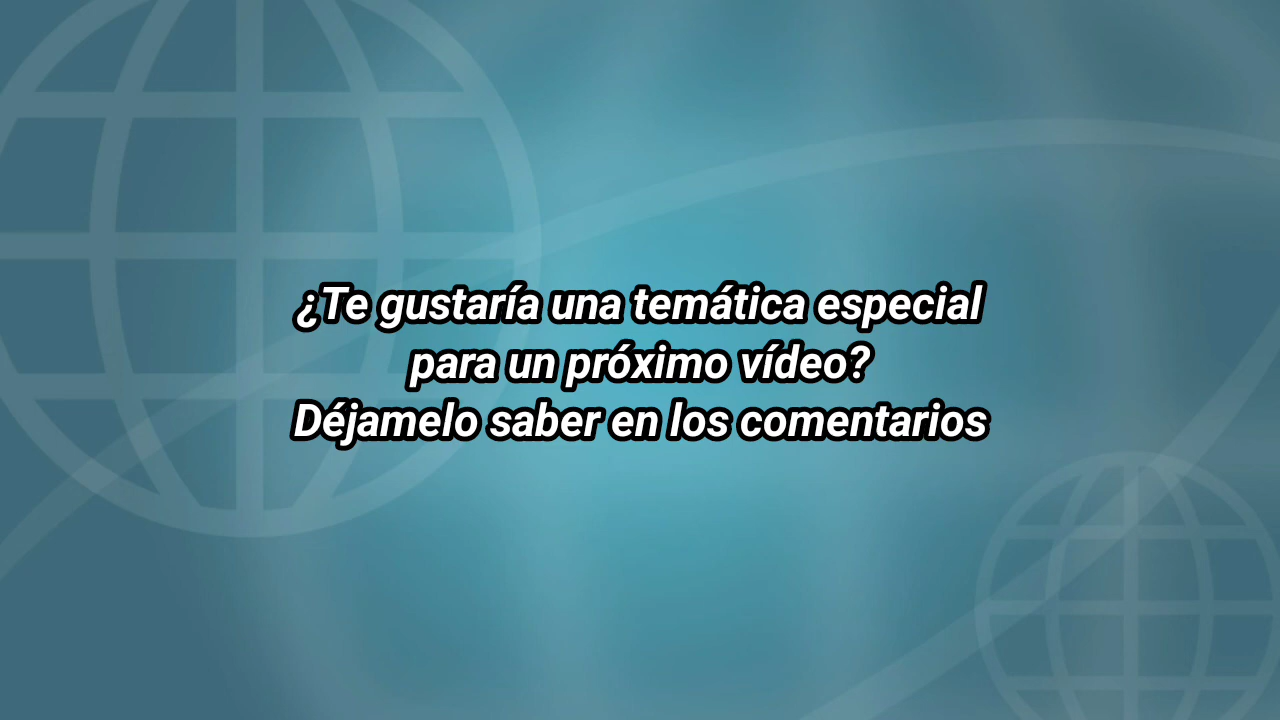 ¿Te gustaría una temática especial
para un próximo vídeo?
Déjamelo saber en los comentarios